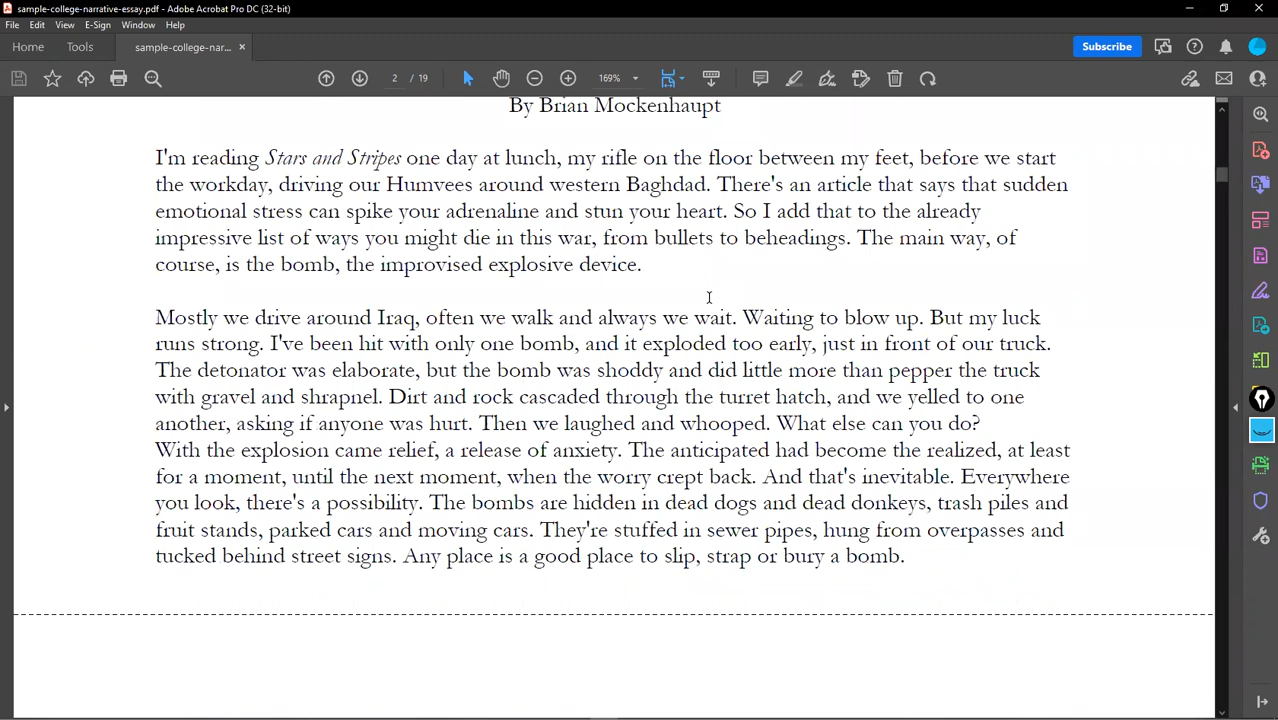 sample-college-narrative-essay.pdf - Adobe Acrobat Pro DC (32-bit)
File Edit View E-Sign Window Help
Home Tools sample-college-nar... × Subscribe
2 / 19 169%
By Brian Mockenhaupt
I'm reading Stars and Stripes one day at lunch, my rifle on the floor between my feet, before we start
the workday, driving our Humvees around western Baghdad. There's an article that says that sudden
emotional stress can spike your adrenaline and stun your heart. So I add that to the already
impressive list of ways you might die in this war, from bullets to beheadings. The main way, of
course, is the bomb, the improvised explosive device.
Mostly we drive around Iraq, often we walk and always we wait. Waiting to blow up. But my luck
runs strong. I've been hit with only one bomb, and it exploded too early, just in front of our truck.
The detonator was elaborate, but the bomb was shoddy and did little more than pepper the truck
with gravel and shrapnel. Dirt and rock cascaded through the turret hatch, and we yelled to one
another, asking if anyone was hurt. Then we laughed and whooped. What else can you do?
With the explosion came relief, a release of anxiety. The anticipated had become the realized, at least
for a moment, until the next moment, when the worry crept back. And that's inevitable. Everywhere
you look, there's a possibility. The bombs are hidden in dead dogs and dead donkeys, trash piles and
fruit stands, parked cars and moving cars. They're stuffed in sewer pipes, hung from overpasses and
tucked behind street signs. Any place is a good place to slip, strap or bury a bomb.